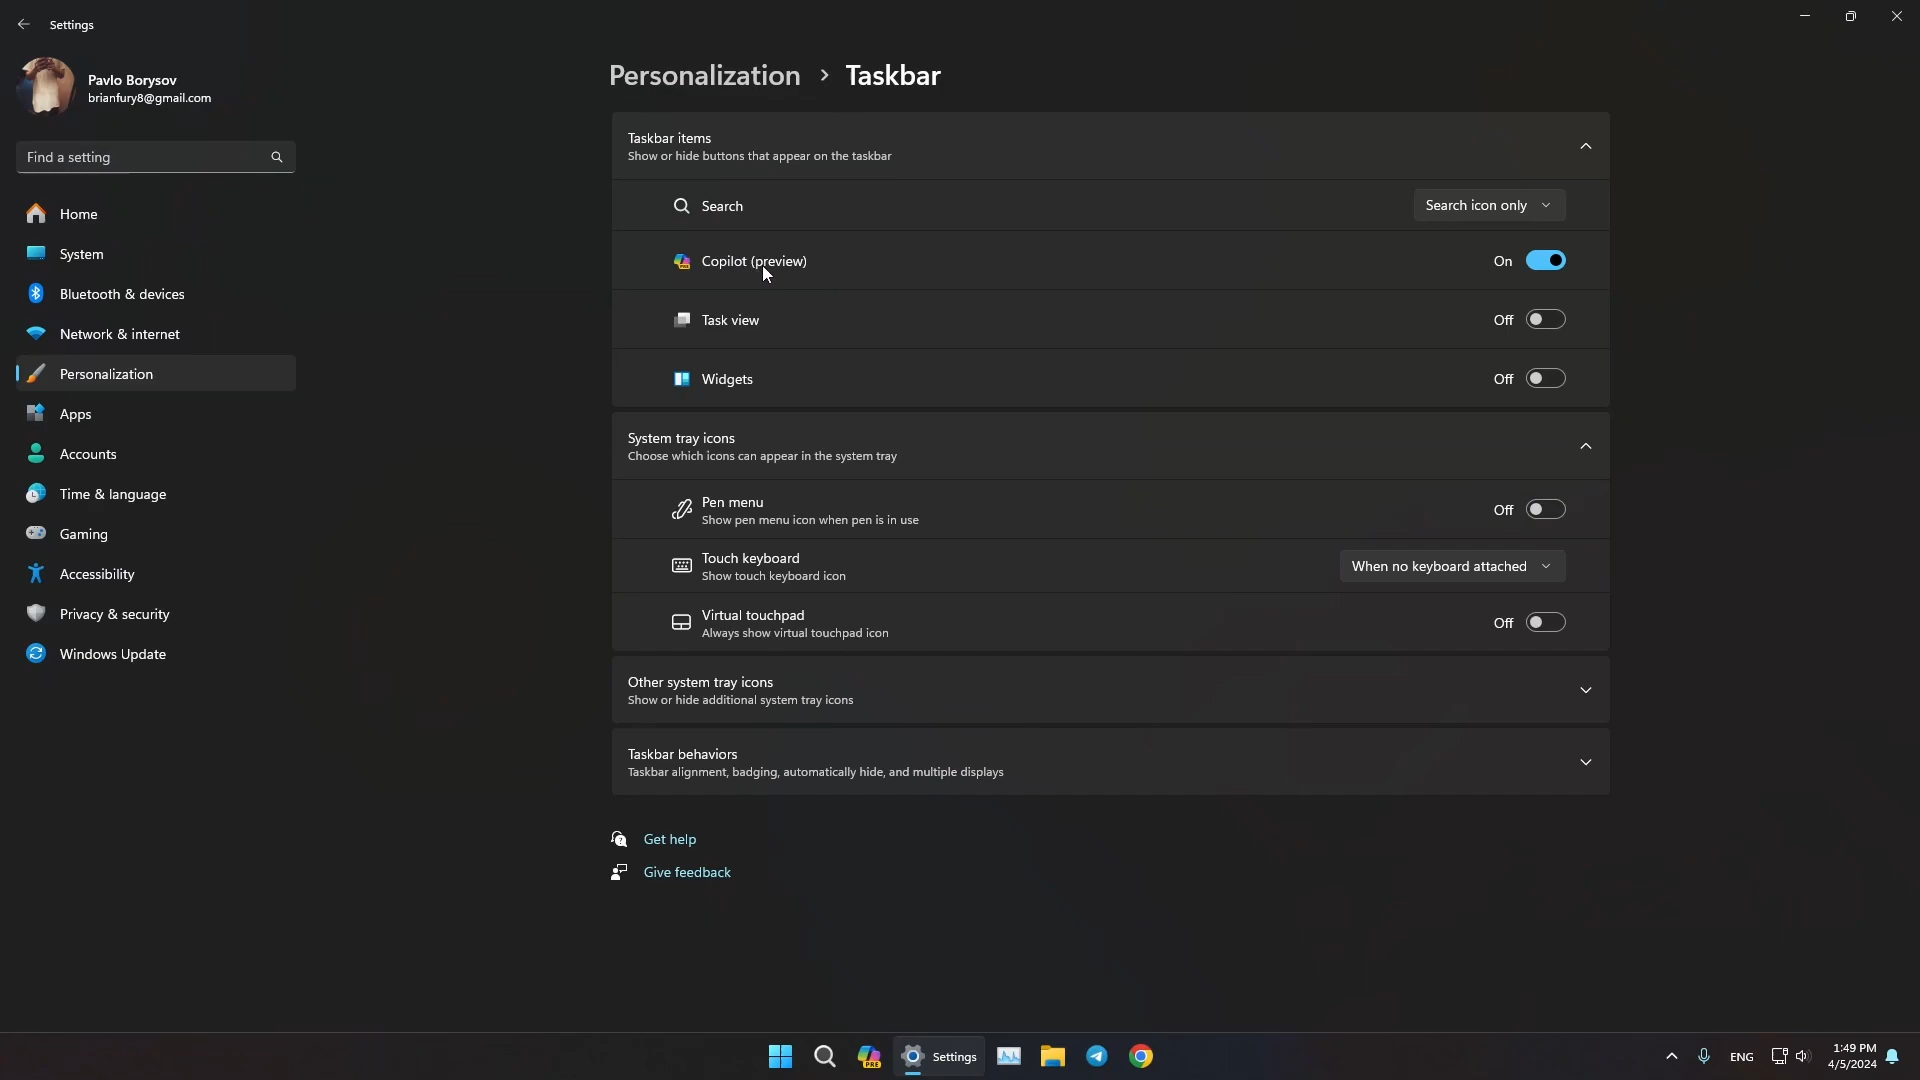 Settings
Pavlo Borysov
brianfury8@gmail.com
Find a setting
Home
System
Bluetooth & devices
Network & internet
Personalization
Apps
Accounts
Time & language
Gaming
Accessibility
Privacy & security
Windows Update
Personalization > Taskbar
Taskbar items
Show or hide buttons that appear on the taskbar
Search Search icon only
Copilot (preview) On
Task view Off
Widgets Off
System tray icons
Choose which icons can appear in the system tray
Pen menu
Show pen menu icon when pen is in use
Off
Touch keyboard
Show touch keyboard icon
When no keyboard attached
Virtual touchpad
Always show virtual touchpad icon
Off
Other system tray icons
Show or hide additional system tray icons
Taskbar behaviors
Taskbar alignment, badging, automatically hide, and multiple displays
Get help
Give feedback
PRE
Settings
ENG
1:49 PM
4/5/2024